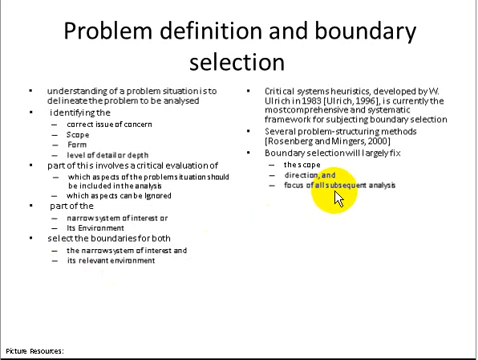 Problem definition and boundary
selection
• understanding of a problem situation is to
delineate the problem to be analysed
• identifying the
– correct issue of concern
– Scope
– Form
– level of detail or depth
• part of this involves a critical evaluation of
– which aspects of the problem situation should
be included in the analysis
– which aspects can be Ignored
• part of the
– narrow system of interest or
– Its Environment
• select the boundaries for both
– the narrow system of interest and
– its relevant environment
• Critical systems heuristics, developed by W.
Ulrich in 1983 [Ulrich, 1996], is currently the
most comprehensive and systematic
framework for subjecting boundary selection
• Several problem-structuring methods
[Rosenberg and Mingers, 2000]
• Boundary selection will largely fix
– the scope
– direction, and
– focus of all subsequent analysis
Picture Resources: